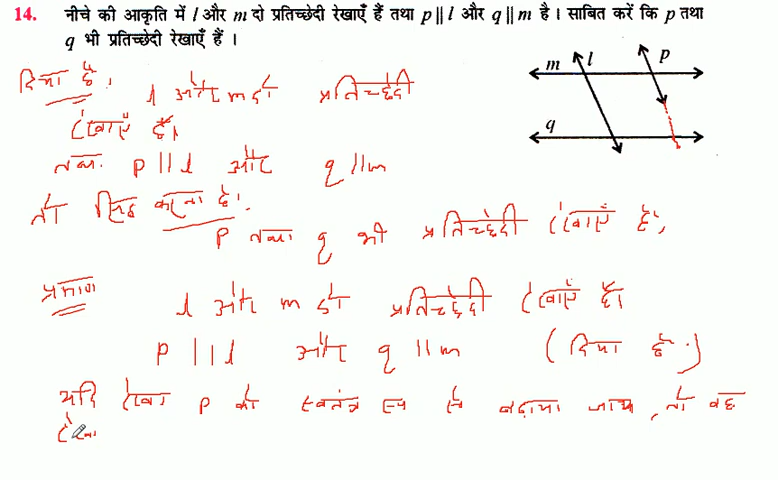 14. नीचे की आकृति में l और m दो प्रतिच्छेदी रेखाएँ हैं तथा p || l और q || m है। साबित करें कि p तथा
q भी प्रतिच्छेदी रेखाएँ हैं।
m l p
q
दिया है। l और m दो प्रतिच्छेदी
रेखाएँ हैं।
तथा p || l और q || m
तो सिद्ध करना है।
p तथा q भी प्रतिच्छेदी रेखाएँ हैं,
प्रमाण l और m दो प्रतिच्छेदी रेखाएँ हैं।
p || l और q || m (दिया है।)
यदि रेखा p को स्वतंत्र रूप से बढ़ाया जाय, तो वह
रेखा